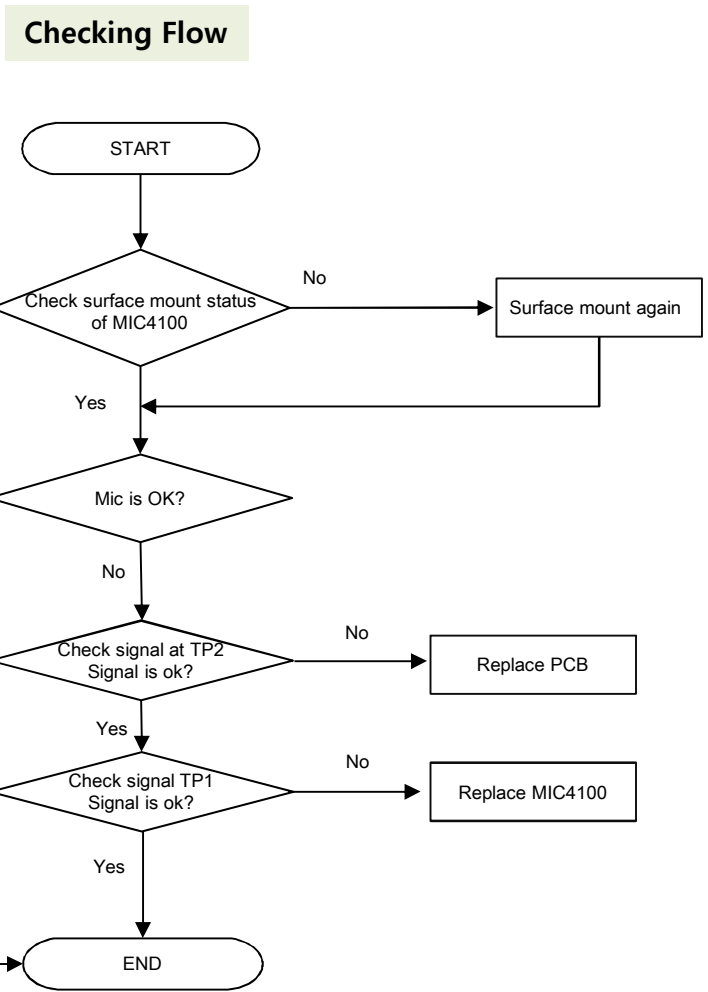 Checking Flow
START
No
Check surface mount status
of MIC4100
Surface mount again
Yes
Mic is OK?
No
Check signal at TP2
Signal is ok?
No
Replace PCB
Yes
Check signal TP1
Signal is ok?
No
Replace MIC4100
Yes
END